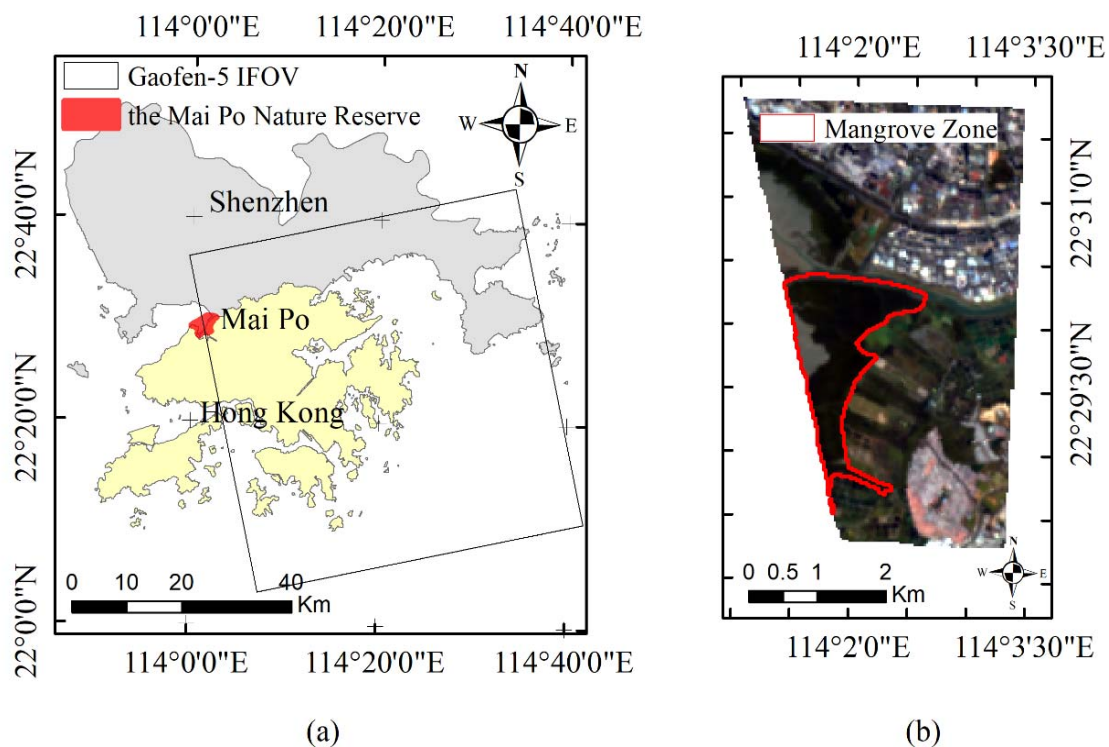 114°0'0"E 114°20'0"E 114°40'0"E
Gaofen-5 IFOV
the Mai Po Nature Reserve
N
W E
S
Shenzhen
Mai Po
Hong Kong
22°40'0"N
22°20'0"N
22°0'0"N
0 10 20 40
Km
114°0'0"E 114°20'0"E 114°40'0"E
(a)
114°2'0"E 114°3'30"E
Mangrove Zone
22°31'0"N
22°29'30"N
0 0.5 1 2
Km
N
W E
S
114°2'0"E 114°3'30"E
(b)